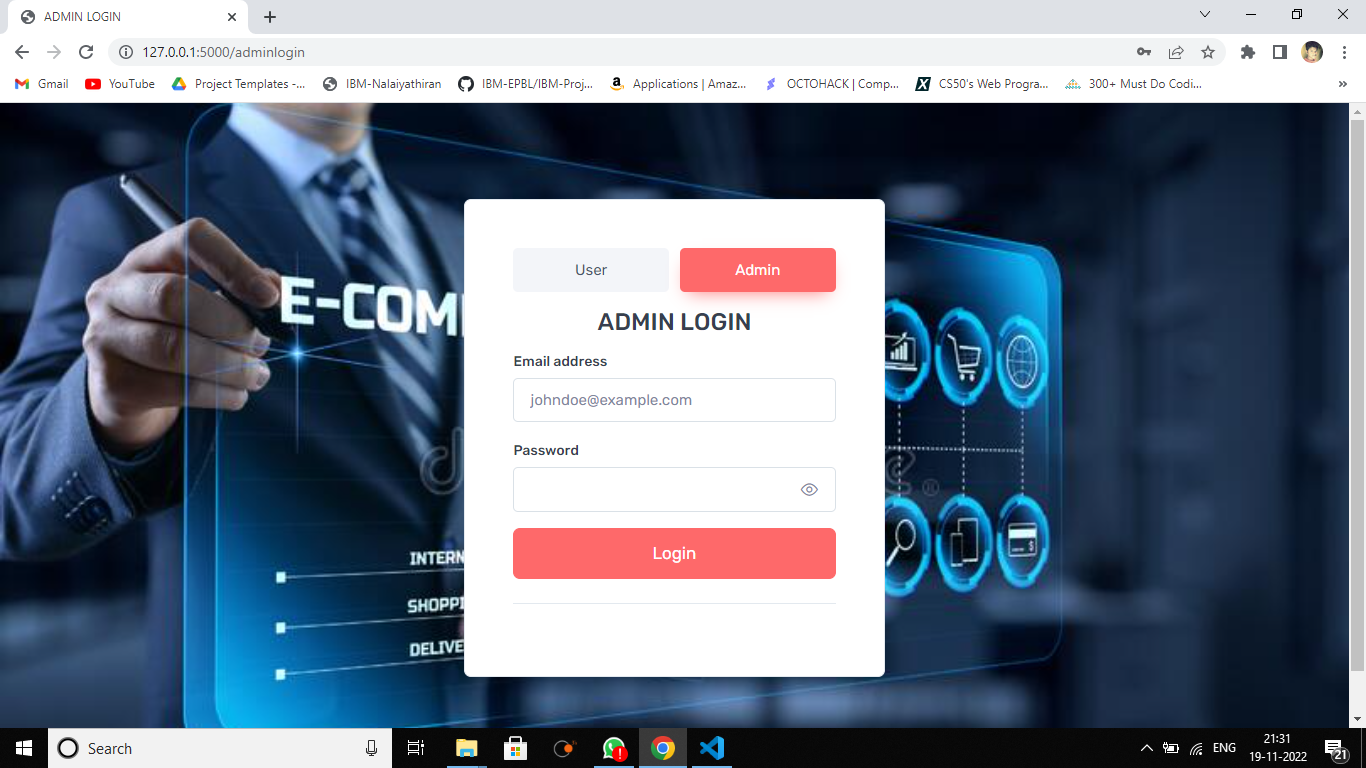 ADMIN LOGIN
127.0.0.1:5000/adminlogin
Gmail
YouTube
Project Templates -...
IBM-Nalaiyathiran
IBM-EPBL/IBM-Proj...
Applications | Amaz...
OCTOHACK | Comp...
CS50's Web Progra...
300+ Must Do Codi...
»
User
Admin
E-COM
ADMIN LOGIN
Email address
johndoe@example.com
Password
Login
INTERN
SHOPPI
DELIVE
Search
ENG
21:31
19-11-2022
21